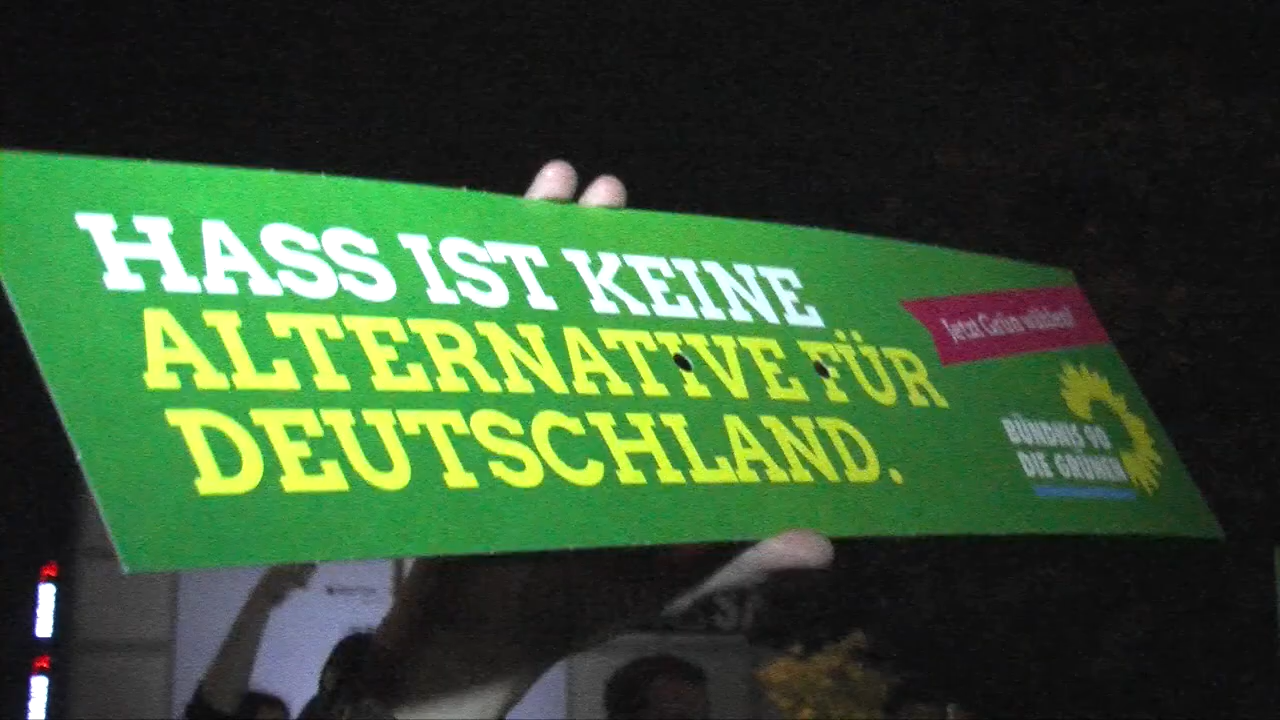 HASS IST KEINE
ALTERNATIVE FÜR
DEUTSCHLAND.
Jetzt Grün wählen!
BÜNDNIS 90
DIE GRÜNEN